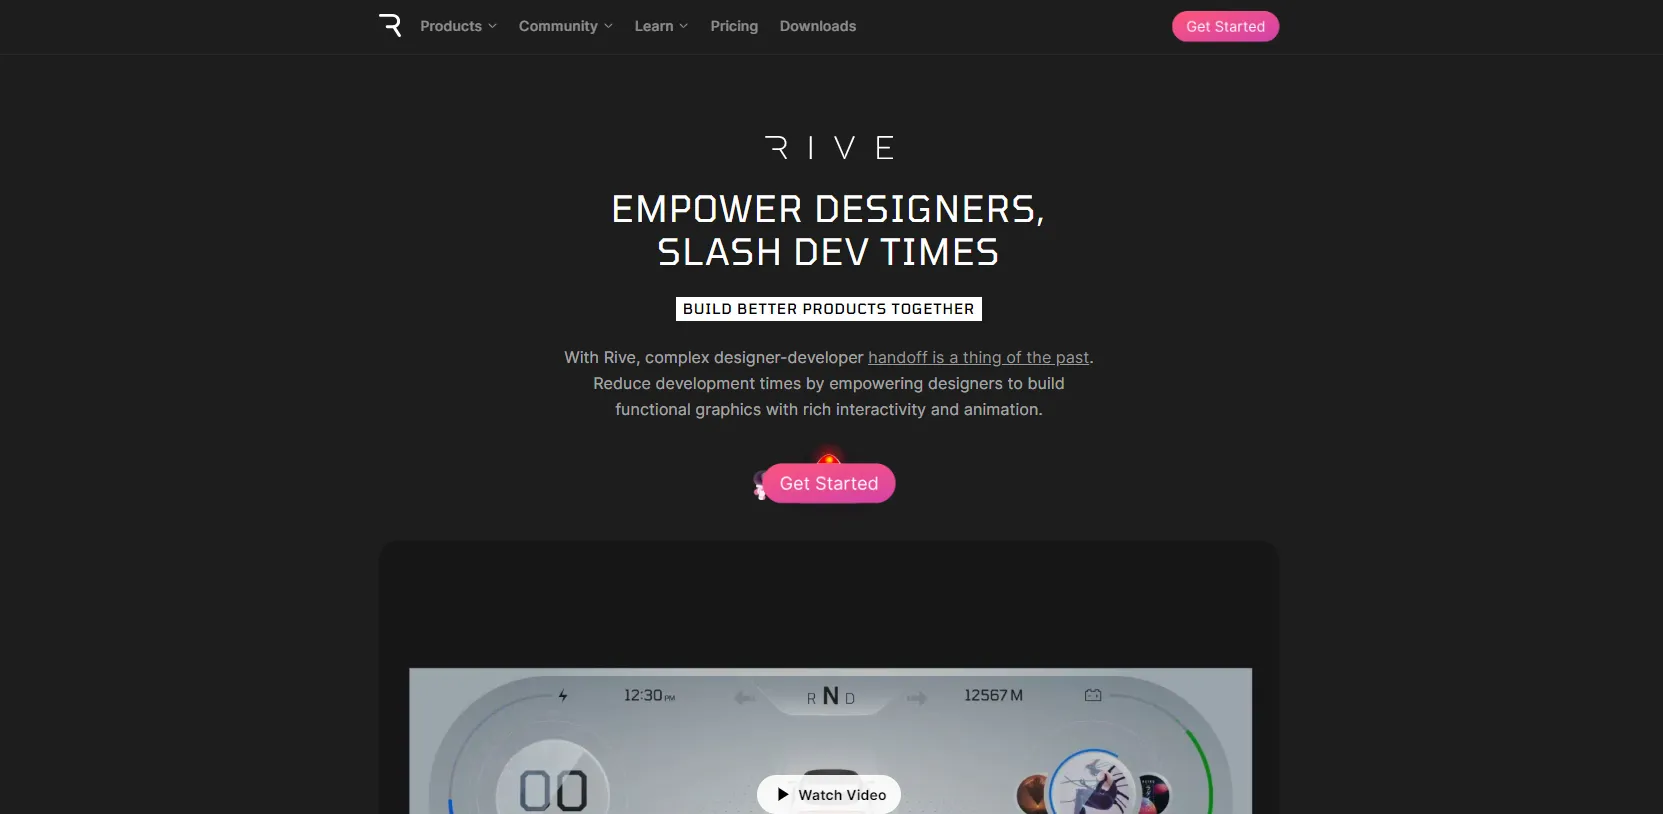 Products Community Learn Pricing Downloads Get Started
RIVE
EMPOWER DESIGNERS,
SLASH DEV TIMES
BUILD BETTER PRODUCTS TOGETHER
With Rive, complex designer-developer handoff is a thing of the past.
Reduce development times by empowering designers to build
functional graphics with rich interactivity and animation.
Get Started
12:30 PM R N D 12567 M
00
Watch Video